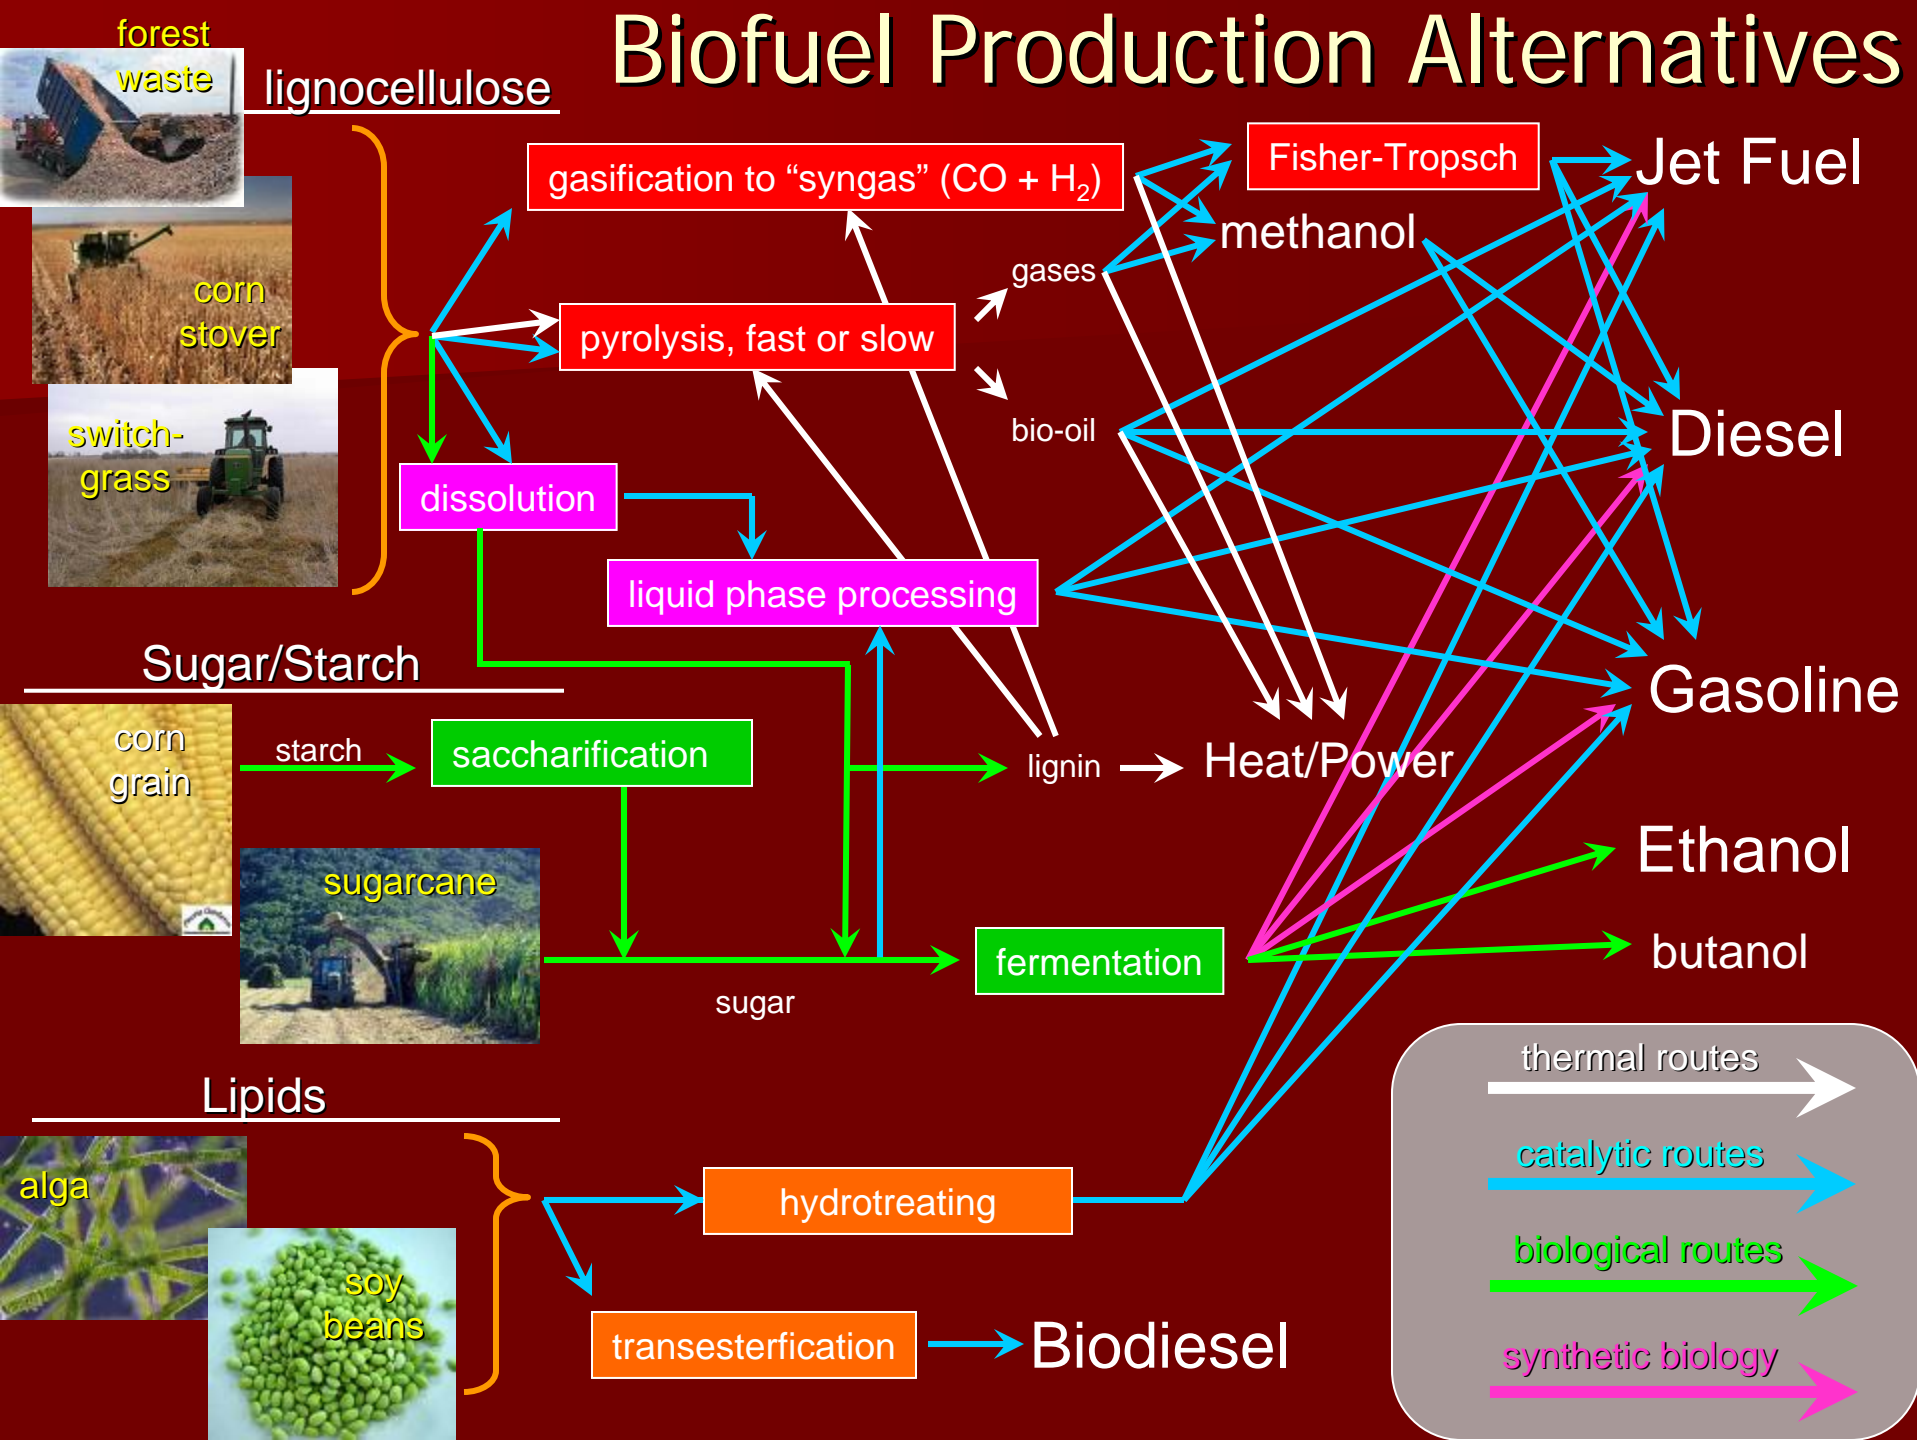 Biofuel Production Alternatives
forest
waste
lignocellulose
corn
stover
switch-
grass
gasification to “syngas” (CO + H₂)
Fisher-Tropsch
Jet Fuel
methanol
gases
pyrolysis, fast or slow
bio-oil
Diesel
dissolution
liquid phase processing
Sugar/Starch
Gasoline
corn
grain
starch
saccharification
lignin
Heat/Power
sugarcane
Ethanol
fermentation
butanol
sugar
Lipids
alga
soy
beans
hydrotreating
transesterfication
Biodiesel
thermal routes
catalytic routes
biological routes
synthetic biology